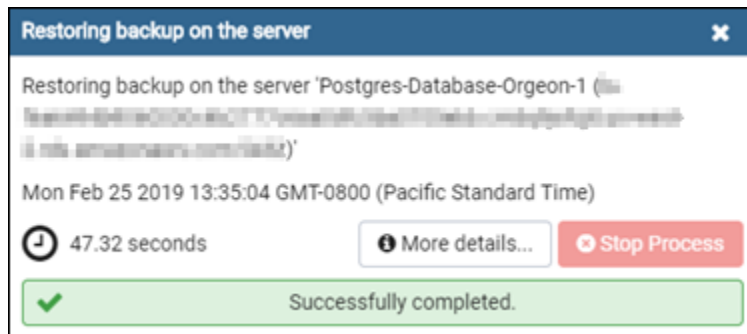 Restoring backup on the server
Restoring backup on the server 'Postgres-Database-Orgeon-1 (
)'
Mon Feb 25 2019 13:35:04 GMT-0800 (Pacific Standard Time)
47.32 seconds
More details...
Stop Process
Successfully completed.